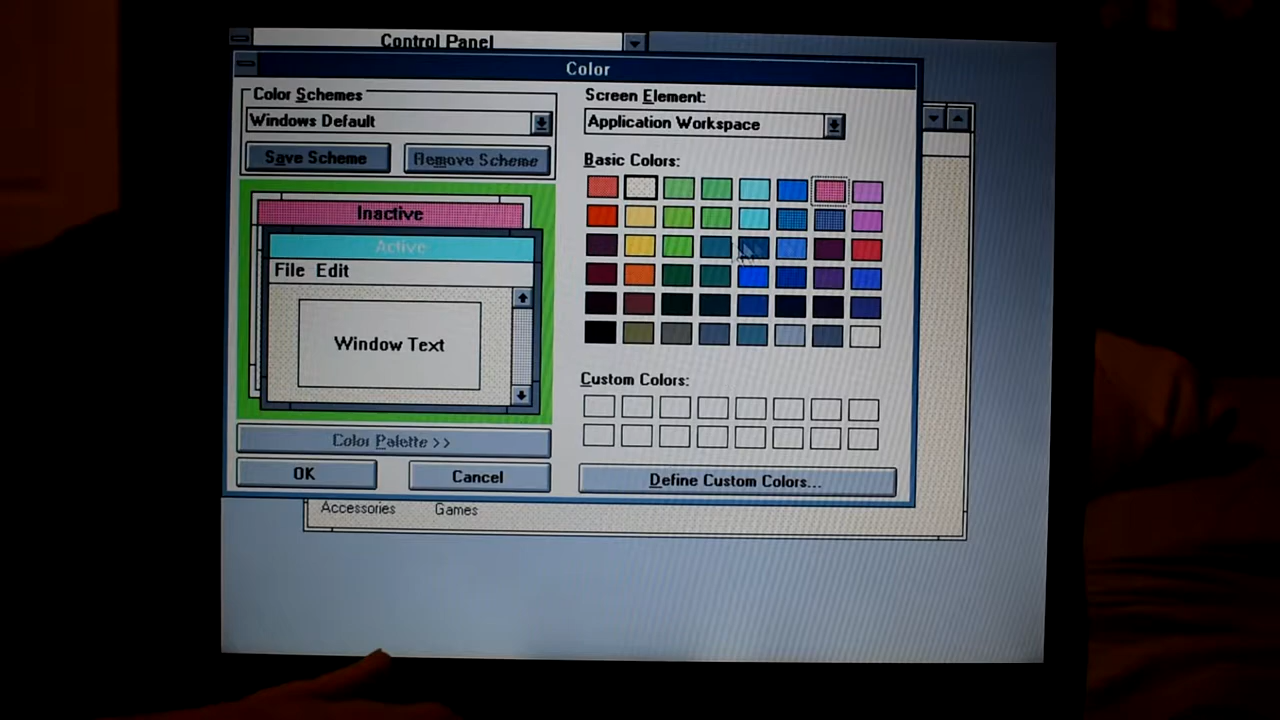 Control Panel
Color
Color Schemes
Windows Default
Save Scheme
Remove Scheme
Inactive
Active
File Edit
Window Text
Color Palette >>
OK
Cancel
Screen Element:
Application Workspace
Basic Colors:
Custom Colors:
Define Custom Colors...
Accessories
Games